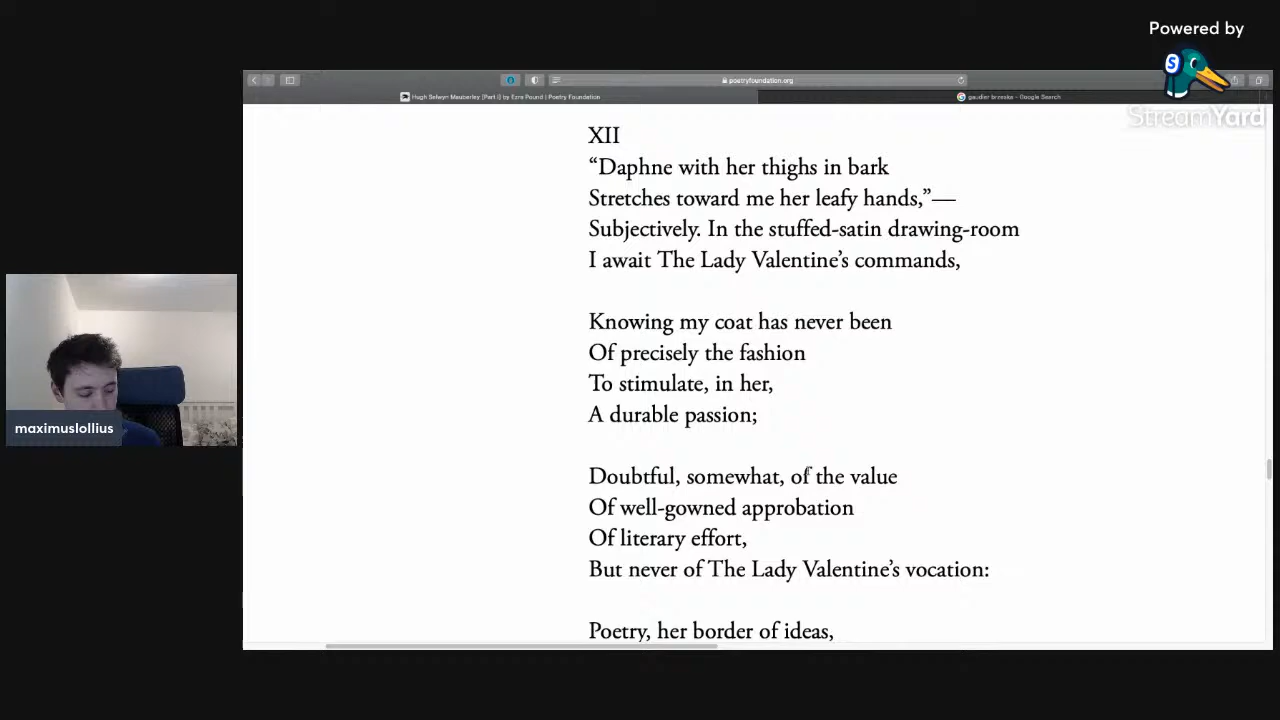 Powered by
S
StreamYard
poetryfoundation.org
Hugh Selwyn Mauberley [Part I] by Ezra Pound | Poetry Foundation
gaudier brzeska - Google Search
XII
“Daphne with her thighs in bark
Stretches toward me her leafy hands,”—
Subjectively. In the stuffed-satin drawing-room
I await The Lady Valentine’s commands,
Knowing my coat has never been
Of precisely the fashion
To stimulate, in her,
A durable passion;
Doubtful, somewhat, of the value
Of well-gowned approbation
Of literary effort,
But never of The Lady Valentine’s vocation:
Poetry, her border of ideas,
maximuslollius